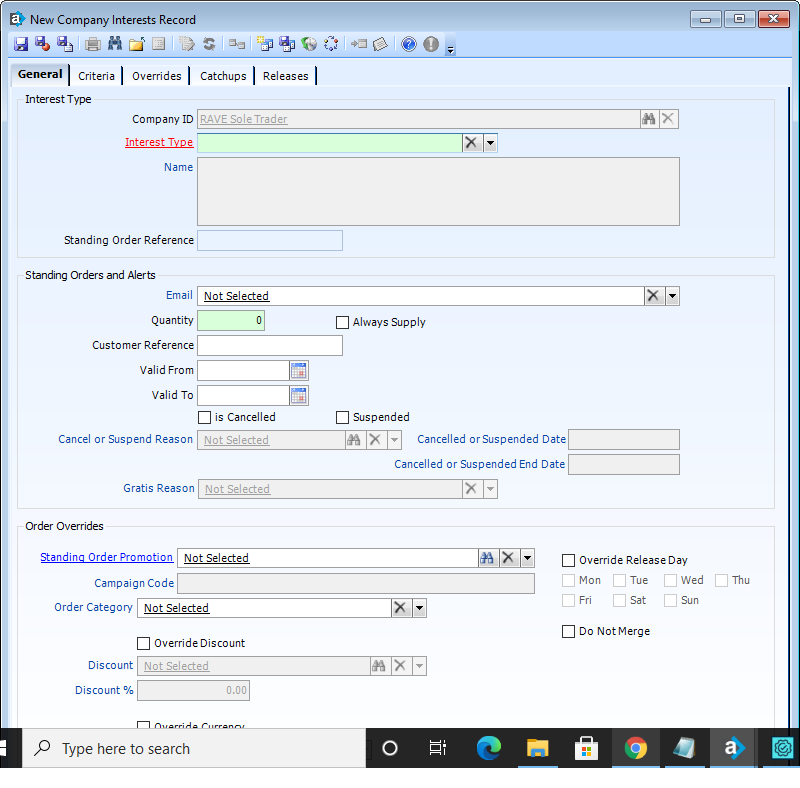 New Company Interests Record
General Criteria Overrides Catchups Releases
Interest Type
Company ID RAVE Sole Trader
Interest Type
Name
Standing Order Reference
Standing Orders and Alerts
Email Not Selected
Quantity 0 Always Supply
Customer Reference
Valid From
Valid To
is Cancelled Suspended
Cancel or Suspend Reason Not Selected Cancelled or Suspended Date
Cancelled or Suspended End Date
Gratis Reason Not Selected
Order Overrides
Standing Order Promotion Not Selected Override Release Day
Campaign Code Mon Tue Wed Thu
Order Category Not Selected Fri Sat Sun
Do Not Merge
Override Discount
Discount Not Selected
Discount % 0.00
Override Currency
Type here to search